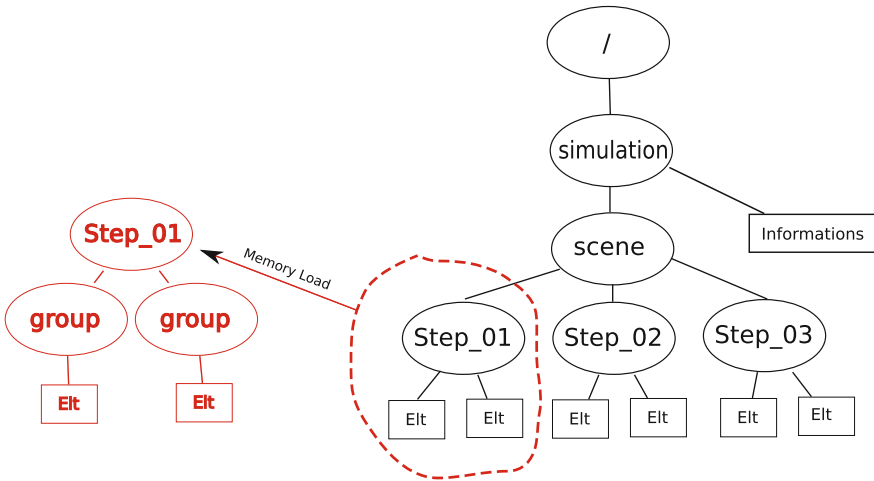 /
simulation
Informations
scene
Step_01
Memory Load
group
group
Elt
Elt
Step_01
Step_02
Step_03
Elt
Elt
Elt
Elt
Elt
Elt